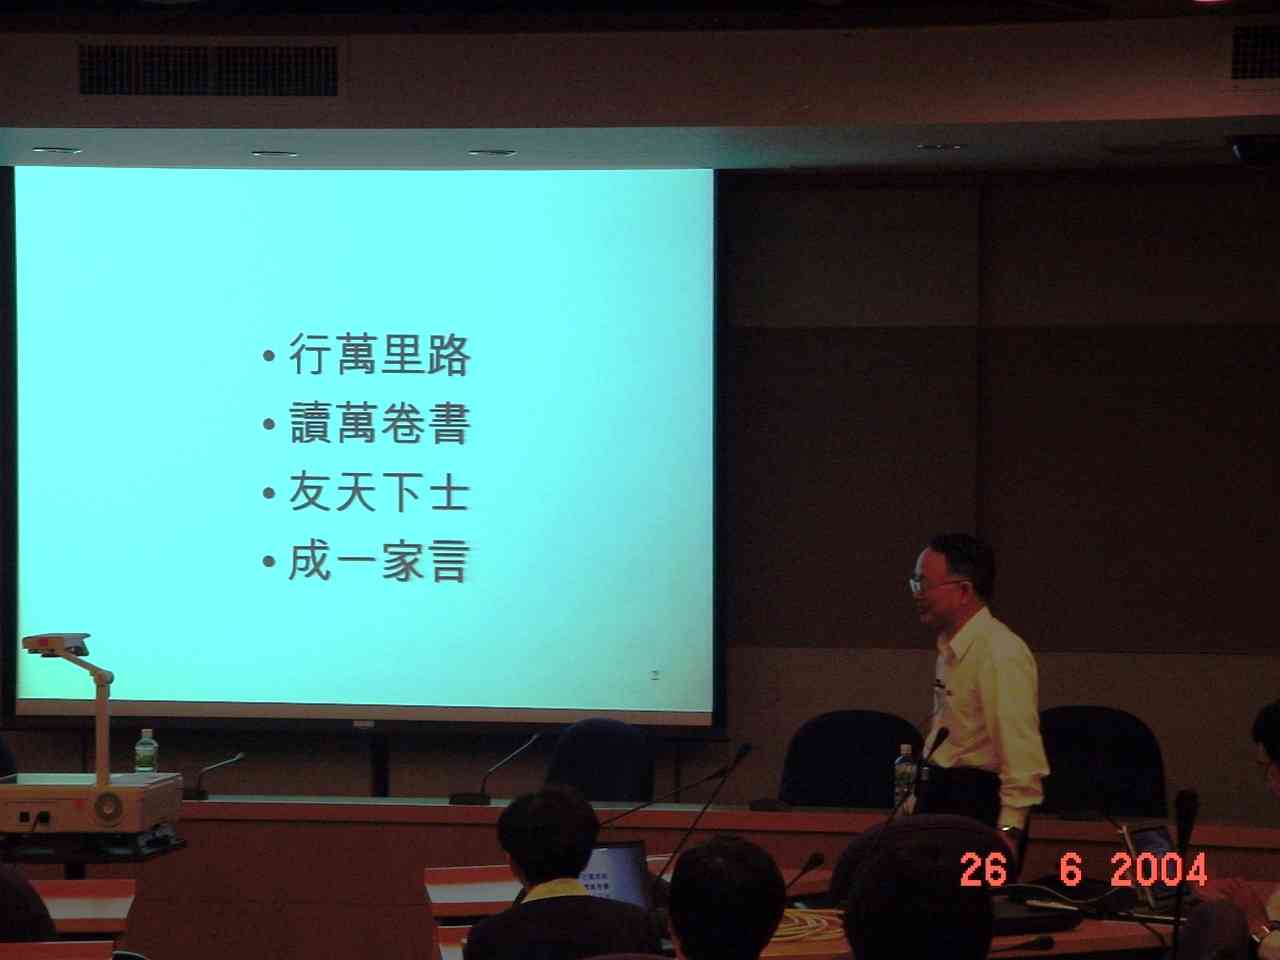 • 行萬里路
• 讀萬卷書
• 友天下士
• 成一家言
26 6 2004